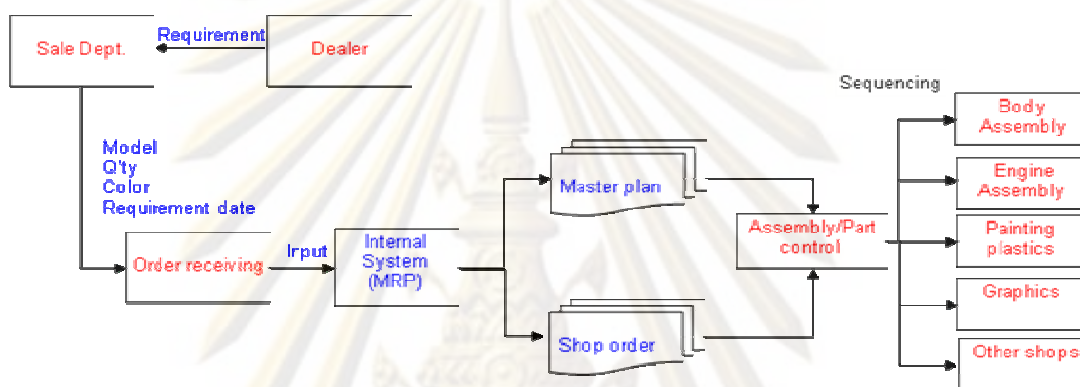 Sale Dept.
Requirement
Dealer
Model
Q'ty
Color
Requirement date
Order receiving
Input
Internal
System
(MRP)
Master plan
Shop order
Assembly/Part
control
Sequencing
Body
Assembly
Engine
Assembly
Painting
plastics
Graphics
Other shops